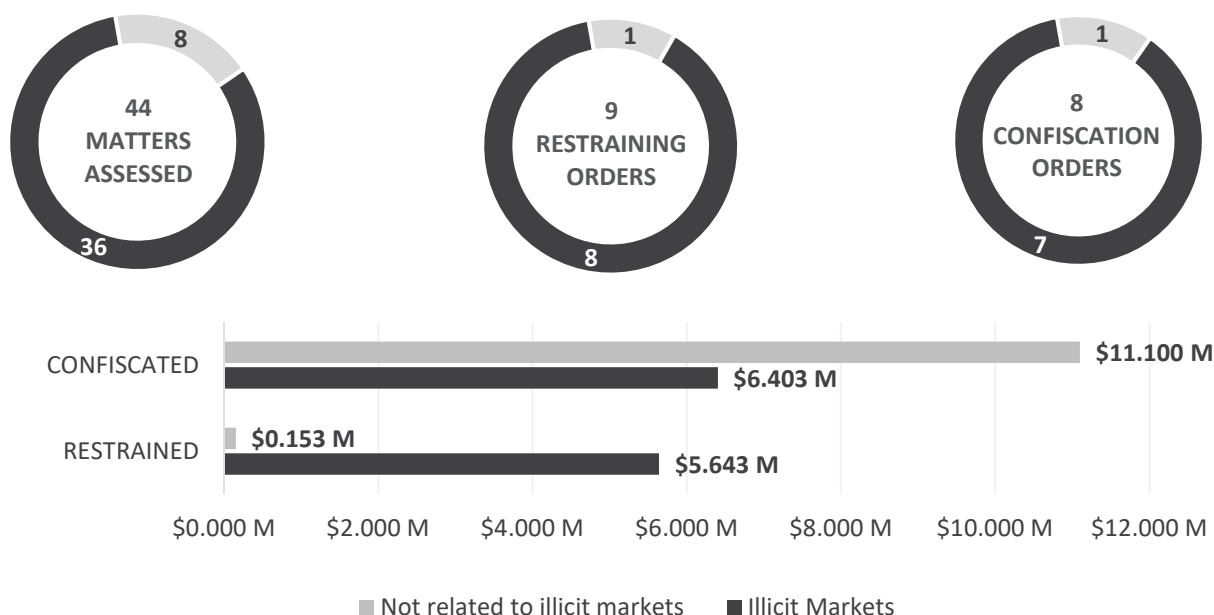 8
44
MATTERS
ASSESSED
36
1
9
RESTRAINING
ORDERS
8
1
8
CONFISCATION
ORDERS
7
CONFISCATED
$11.100 M
$6.403 M
RESTRAINED
$0.153 M
$5.643 M
$0.000 M $2.000 M $4.000 M $6.000 M $8.000 M $10.000 M $12.000 M
Not related to illicit markets Illicit Markets